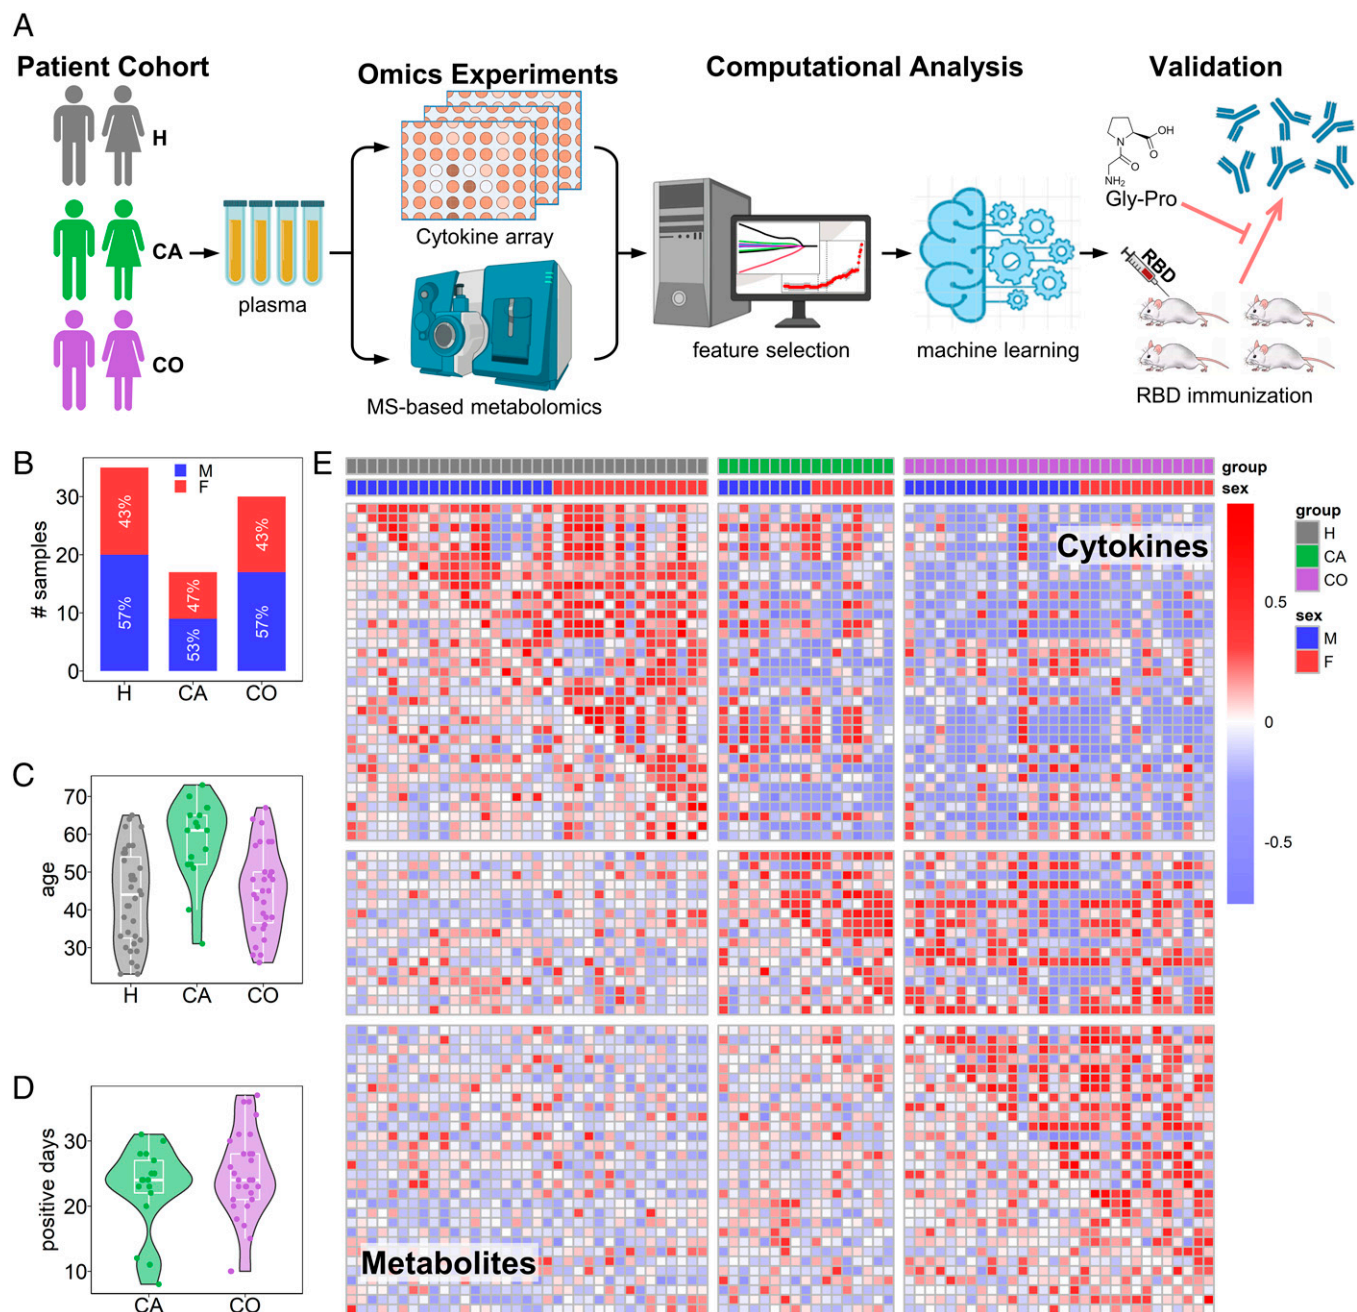 A
Patient Cohort
Omics Experiments
Computational Analysis
Validation
H
CA
CO
plasma
Cytokine array
MS-based metabolomics
feature selection
machine learning
N
OH
O
O
NH2
Gly-Pro
RBD
RBD immunization
B
# samples
30
20
10
0
M
F
43%
57%
47%
53%
43%
57%
H
CA
CO
C
age
70
60
50
40
30
H
CA
CO
D
positive days
30
20
10
CA
CO
E
group
sex
Cytokines
Metabolites
0.5
0
-0.5
group
H
CA
CO
sex
M
F